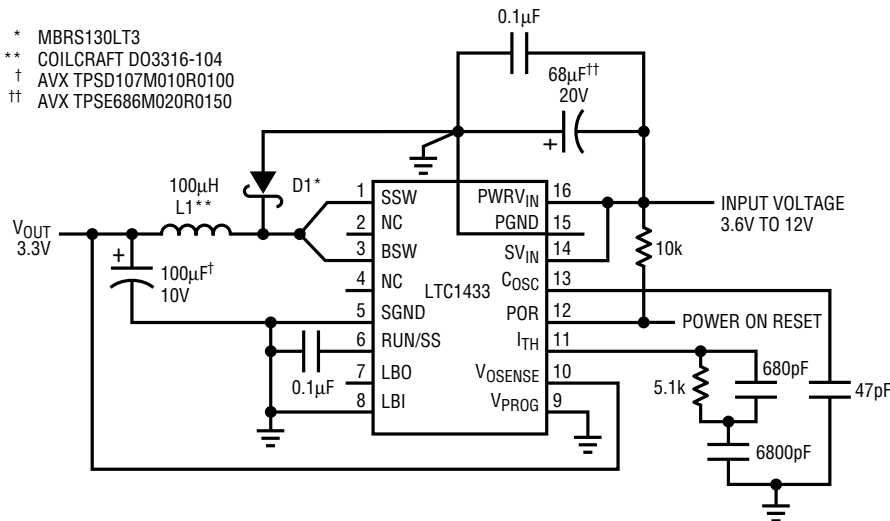 * MBRS130LT3
** COILCRAFT DO3316-104
† AVX TPSD107M010R0100
†† AVX TPSE686M020R0150
0.1µF
68µF††
20V
+
100µH
L1**
D1*
VOUT
3.3V
+
100µF†
10V
0.1µF
LTC1433
1 SSW
2 NC
3 BSW
4 NC
5 SGND
6 RUN/SS
7 LBO
8 LBI
PWRVIN 16
PGND 15
SVIN 14
COSC 13
POR 12
ITH 11
VOSENSE 10
VPROG 9
INPUT VOLTAGE
3.6V TO 12V
10k
POWER ON RESET
5.1k
680pF
47pF
6800pF